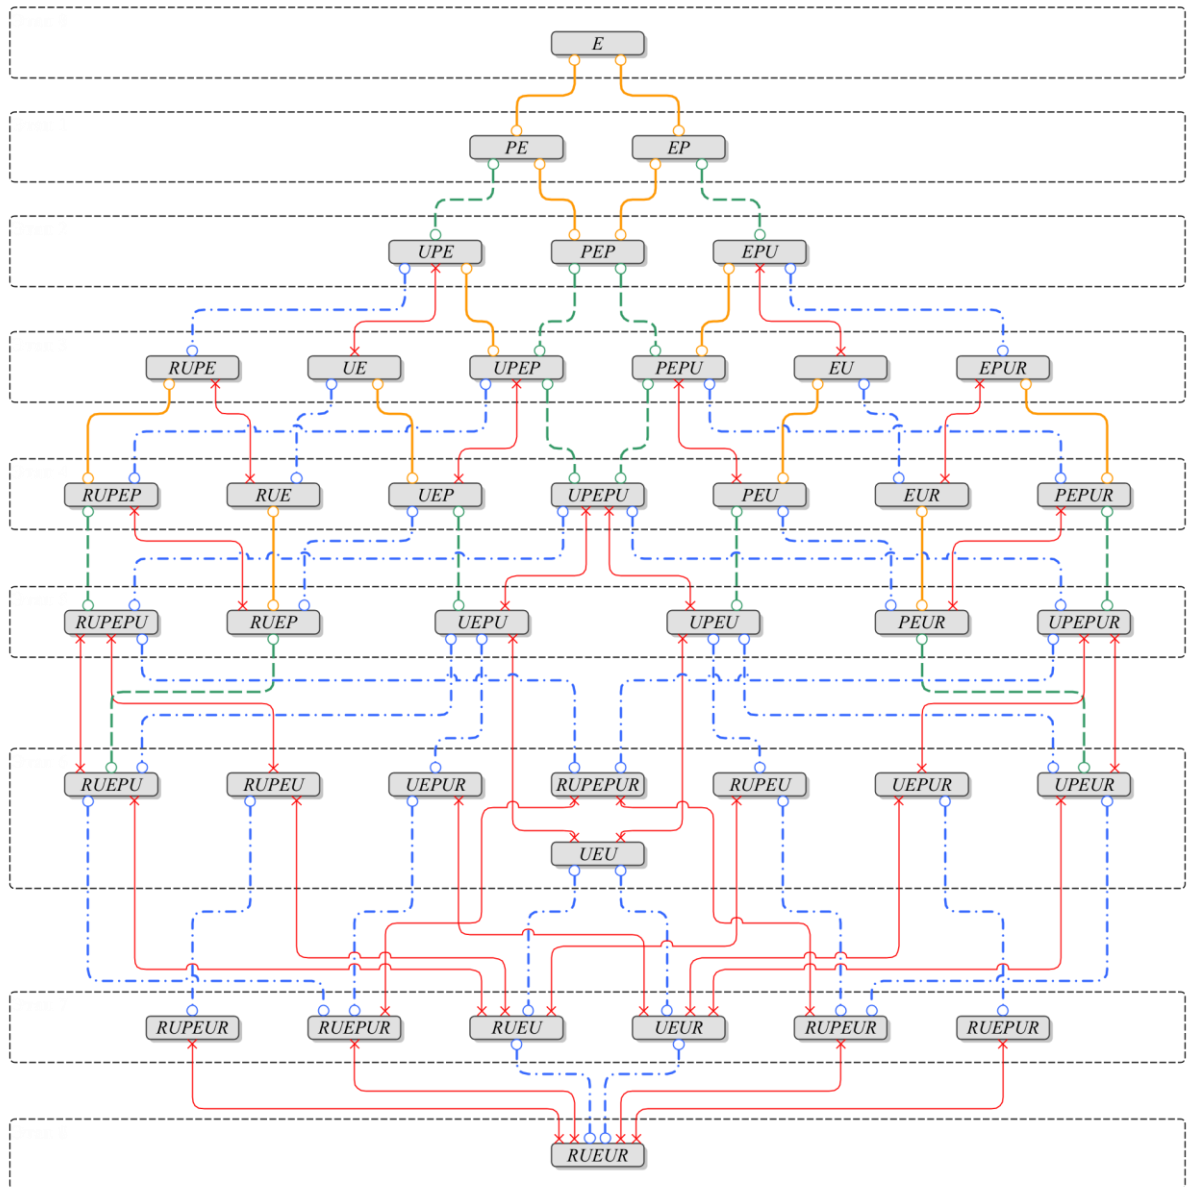 E
PE EP
UPE PEP EPU
RUPE UE UPEP PEPU EU EPUR
RUPEP RUE UEP UPEPU PEU EUR PEPUR
RUPEPU RUEP UEPU UPEU PEUR UPEPUR
RUEPU RUPEU UEPUR RUPEPUR RUPEU UEPUR UPEUR
UEU
RUPEUR RUEPUR RUEU UEUR RUPEUR RUEPUR
RUEUR